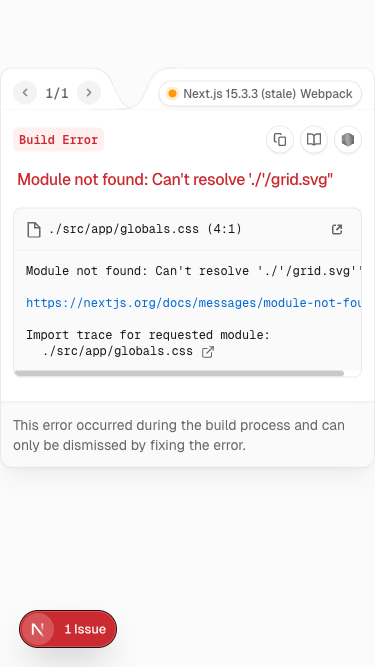 1/1
Next.js 15.3.3 (stale) Webpack
Build Error
Module not found: Can't resolve './'/grid.svg''
./src/app/globals.css (4:1)
Module not found: Can't resolve './'/grid.svg''
https://nextjs.org/docs/messages/module-not-fou
Import trace for requested module:
./src/app/globals.css
This error occurred during the build process and can
only be dismissed by fixing the error.
N
1 Issue